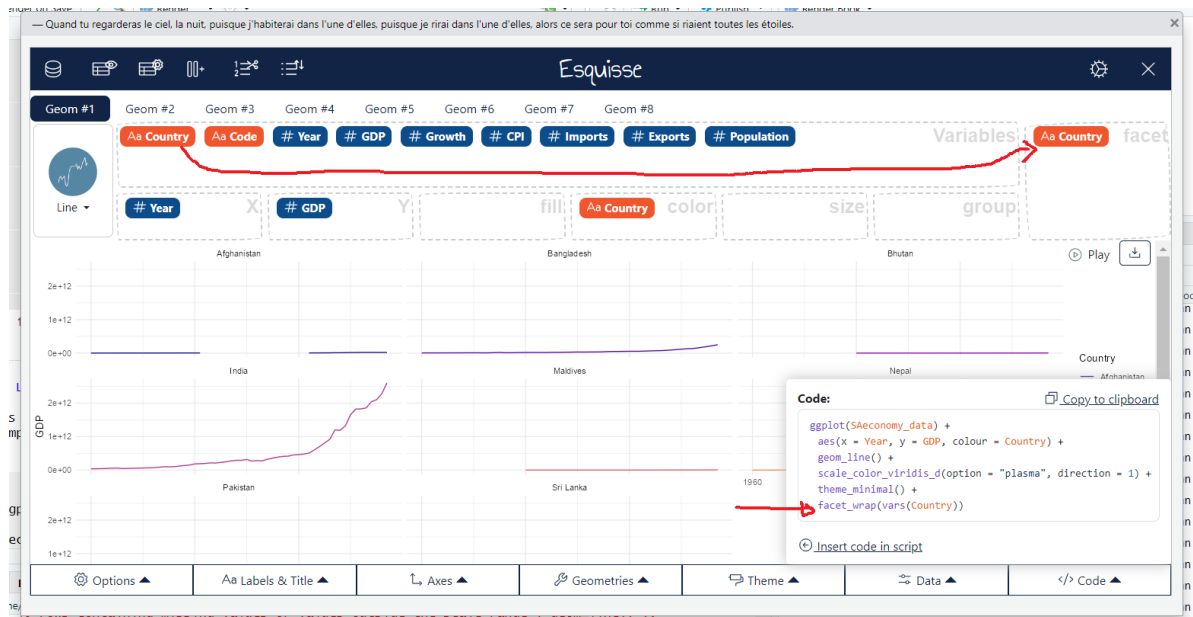 — Quand tu regarderas le ciel, la nuit, puisque j'habiterai dans l'une d'elles, puisque je rirai dans l'une d'elles, alors ce sera pour toi comme si riaient toutes les étoiles.
Esquisse
Geom #1 Geom #2 Geom #3 Geom #4 Geom #5 Geom #6 Geom #7 Geom #8
Aa Country Aa Code # Year # GDP # Growth # CPI # Imports # Exports # Population Variables Aa Country facet
Line
# Year X # GDP Y fill Aa Country color size group
Play
Afghanistan Bangladesh Bhutan
2e+12
1e+12
0e+00
Country
Afghanistan
India Maldives Nepal
GDP
2e+12
1e+12
0e+00
1960
Pakistan Sri Lanka
2e+12
1e+12
Code: Copy to clipboard
ggplot(SAeconomy_data) +
aes(x = Year, y = GDP, colour = Country) +
geom_line() +
scale_color_viridis_d(option = "plasma", direction = 1) +
theme_minimal() +
facet_wrap(vars(Country))
Insert code in script
Options Aa Labels & Title Axes Geometries Theme Data </> Code